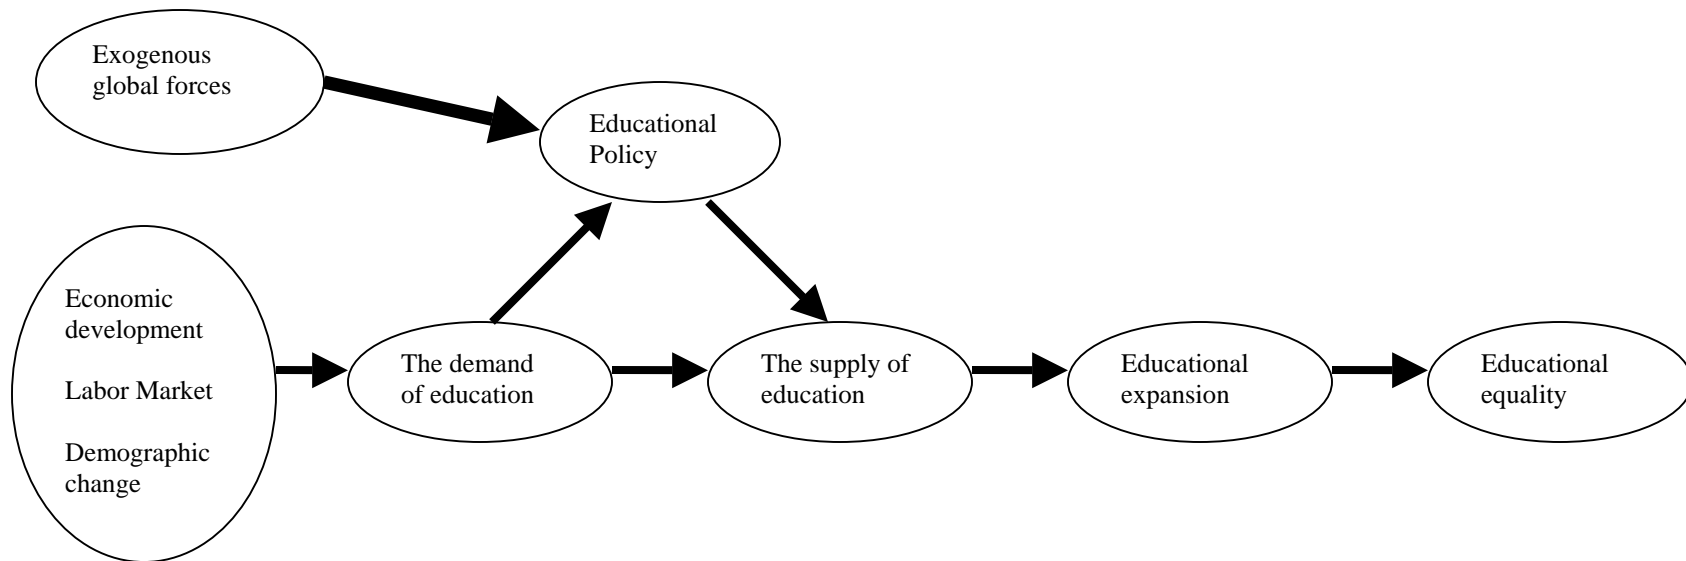 Exogenous
global forces
Educational
Policy
Economic
development
Labor Market
Demographic
change
The demand
of education
The supply of
education
Educational
expansion
Educational
equality